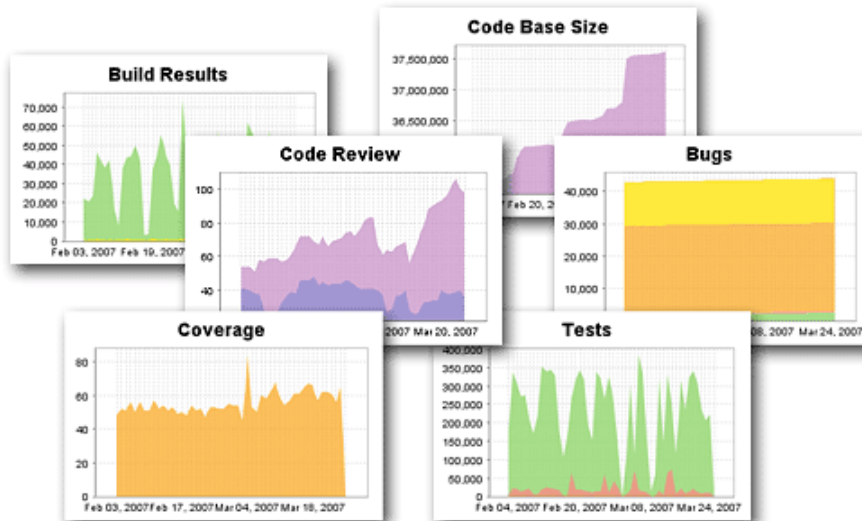 Code Base Size
37,500,000
37,000,000
36,500,000
Feb 20, 2
Build Results
70,000
60,000
50,000
40,000
30,000
20,000
10,000
0
Feb 03, 2007 Feb 19, 2007
Code Review
100
80
60
40
2007 Mar 20, 2007
Bugs
40,000
30,000
20,000
10,000
08, 2007 Mar 24, 2007
Coverage
80
60
40
20
0
Feb 03, 2007 Feb 17, 2007 Mar 04, 2007 Mar 18, 2007
Tests
400,000
350,000
300,000
250,000
200,000
150,000
100,000
50,000
0
Feb 04, 2007 Feb 20, 2007 Mar 08, 2007 Mar 24, 2007